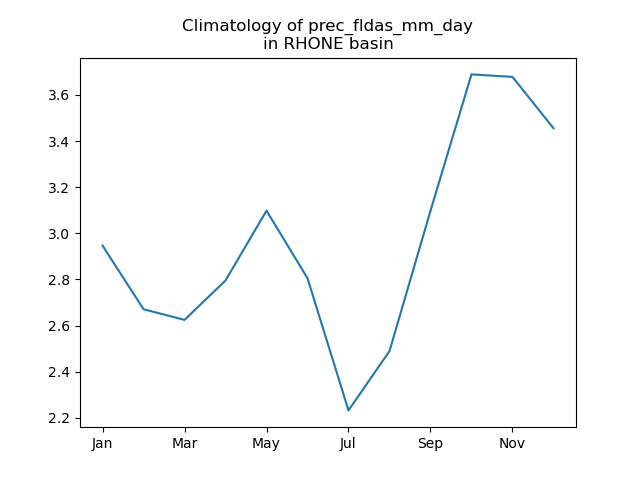 Climatology of prec_fldas_mm_day
in RHONE basin
3.6
3.4
3.2
3.0
2.8
2.6
2.4
2.2
Jan Mar May Jul Sep Nov